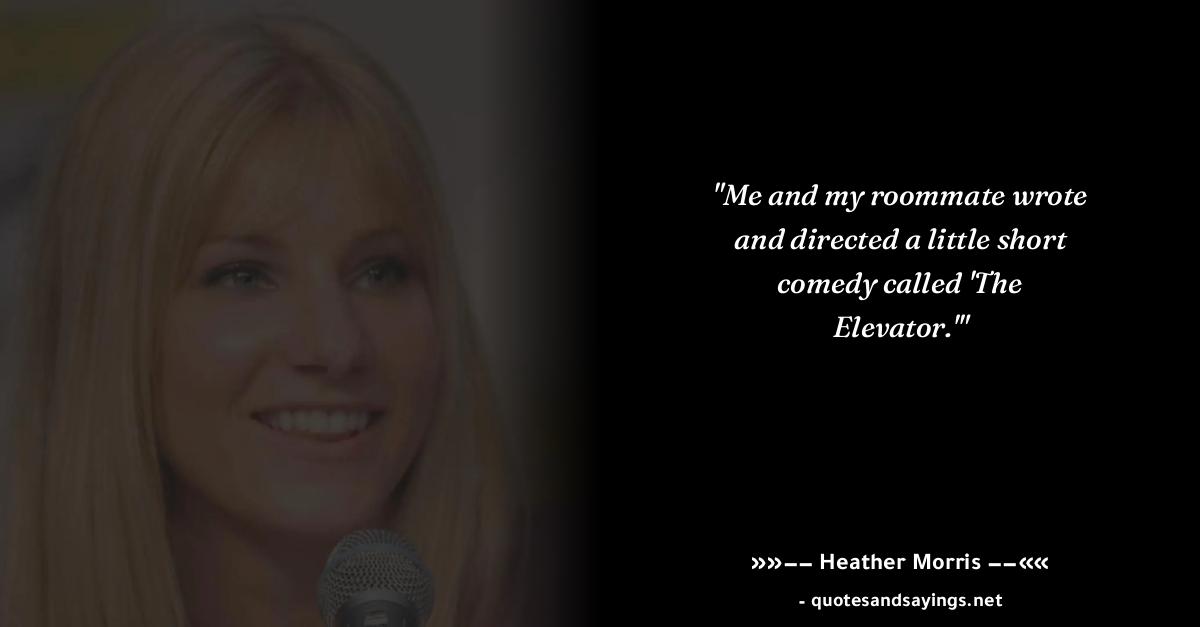 "Me and my roommate wrote
and directed a little short
comedy called 'The
Elevator.'"
»»–– Heather Morris ––««
- quotesandsayings.net